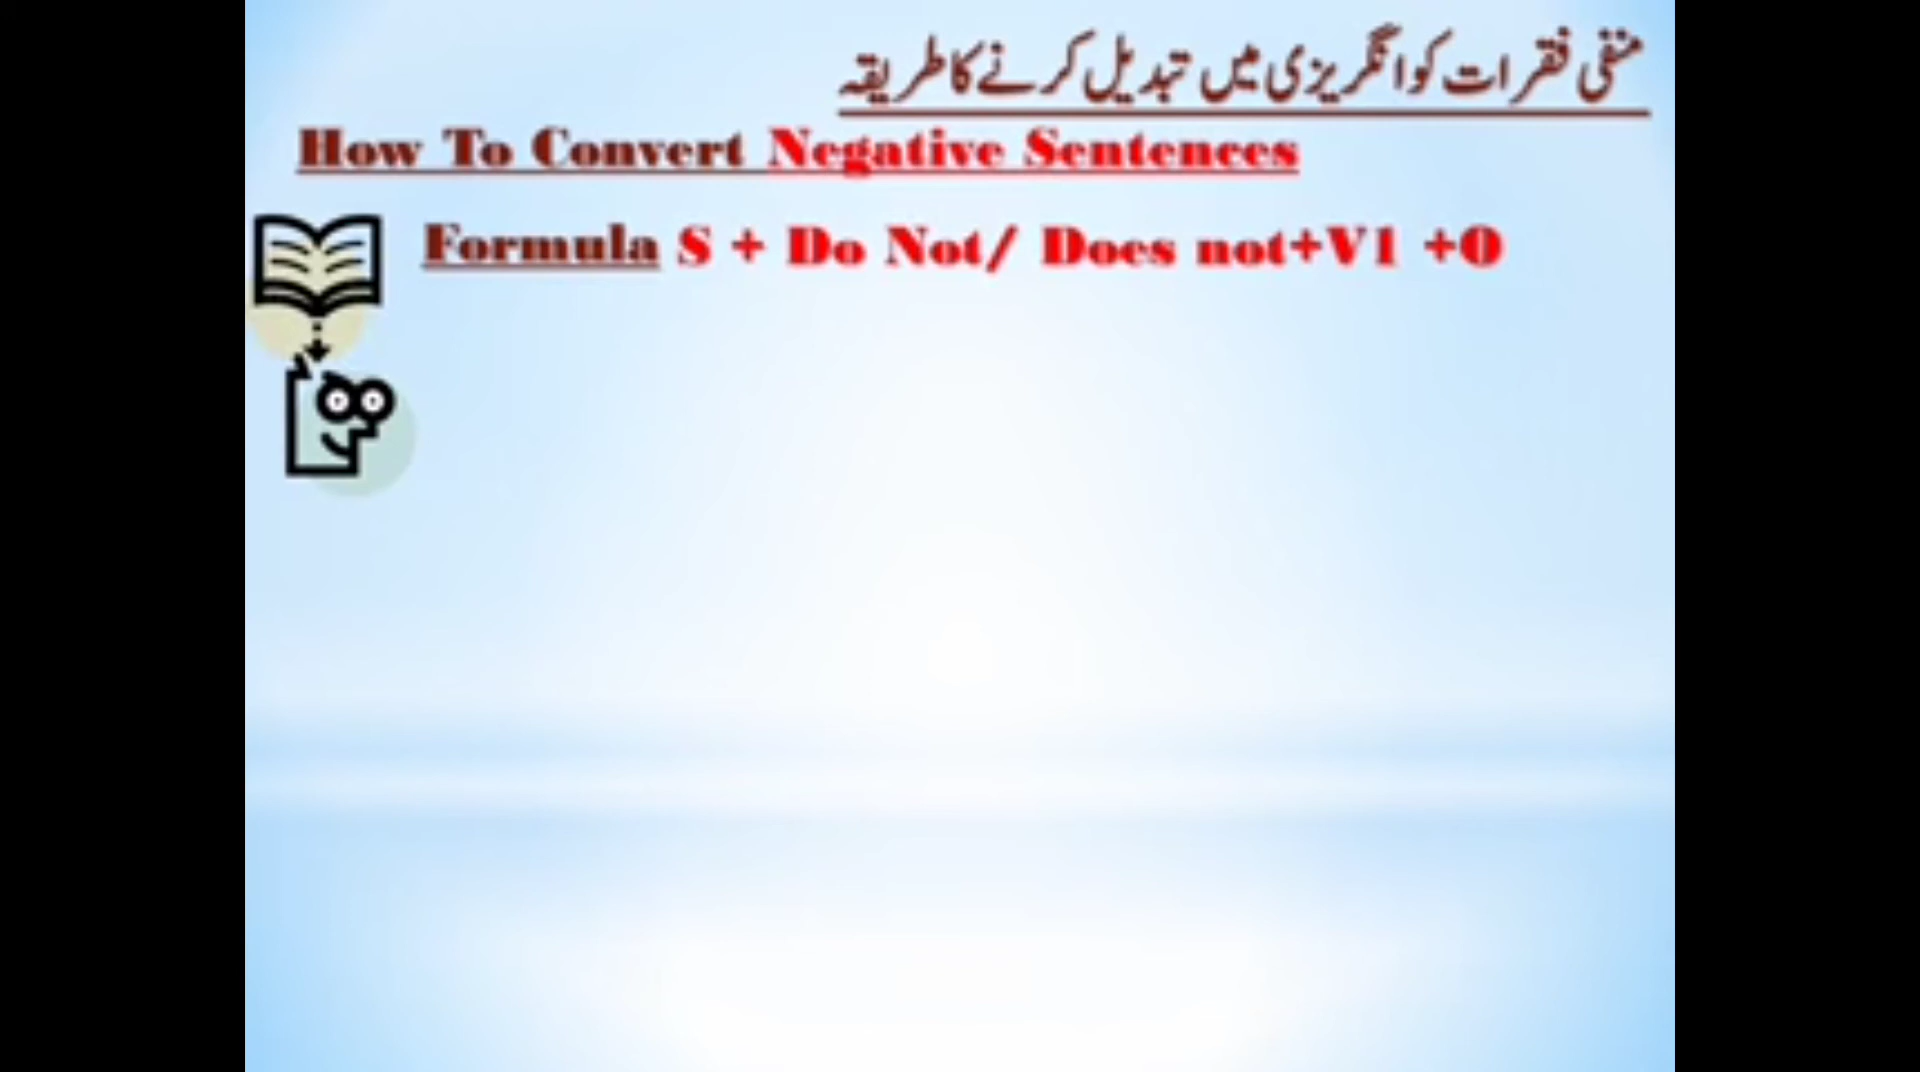 منفی فقرات کو انگریزی میں تبدیل کرنے کا طریقہ
How To Convert Negative Sentences
Formula S + Do Not/ Does not+V1 +O